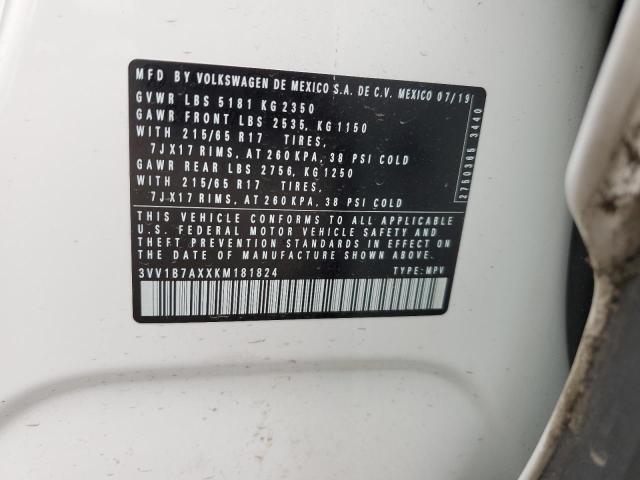 MFD BY VOLKSWAGEN DE MEXICO S.A. DE C.V. MEXICO 07/19
GVWR LBS 5181 KG 2350
GAWR FRONT LBS 2535, KG 1150
WITH 215/65 R17 TIRES,
7JX17 RIMS, AT 260 KPA, 38 PSI COLD
GAWR REAR LBS 2756, KG 1250
WITH 215/65 R17 TIRES,
7JX17 RIMS, AT 260 KPA, 38 PSI COLD
2750365 3440
THIS VEHICLE CONFORMS TO ALL APPLICABLE
U.S. FEDERAL MOTOR VEHICLE SAFETY AND
THEFT PREVENTION STANDARDS IN EFFECT ON
THE DATE OF MANUFACTURE SHOWN ABOVE.
3VV1B7AXXKM181824 TYPE: MPV